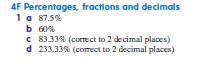 4F Percentages, fractions and decimals
1 a 87.5%
b 60%
c 83.33% (correct to 2 decimal places)
d 233.33% (correct to 2 decimal places)